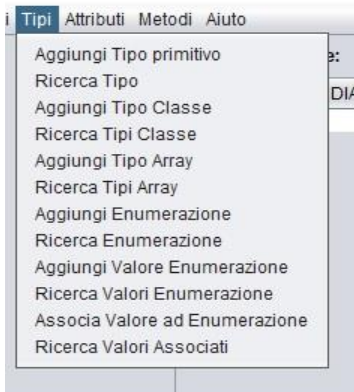 i Tipi Attributi Metodi Aiuto
e:
DIA
Aggiungi Tipo primitivo
Ricerca Tipo
Aggiungi Tipo Classe
Ricerca Tipi Classe
Aggiungi Tipo Array
Ricerca Tipi Array
Aggiungi Enumerazione
Ricerca Enumerazione
Aggiungi Valore Enumerazione
Ricerca Valori Enumerazione
Associa Valore ad Enumerazione
Ricerca Valori Associati